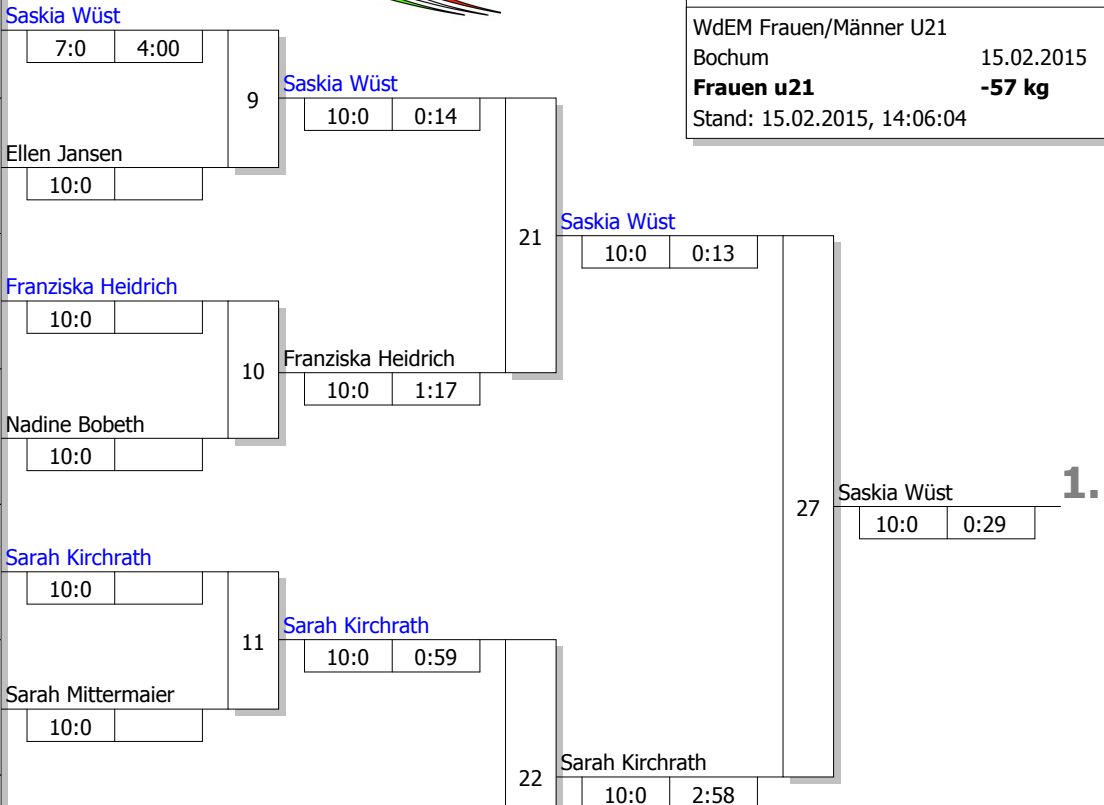 WdEM Frauen/Männer U21
Bochum 15.02.2015
Frauen u21 -57 kg
Stand: 15.02.2015, 14:06:04
Saskia Wüst
7:0 4:00
9
Ellen Jansen
10:0
Saskia Wüst
10:0 0:14
21
Franziska Heidrich
10:0
10
Nadine Bobeth
10:0
Franziska Heidrich
10:0 1:17
Saskia Wüst
10:0 0:13
27
Saskia Wüst 1.
10:0 0:29
Sarah Kirchrath
10:0
11
Sarah Mittermaier
10:0
Sarah Kirchrath
10:0 0:59
22
Sarah Kirchrath
10:0 2:58